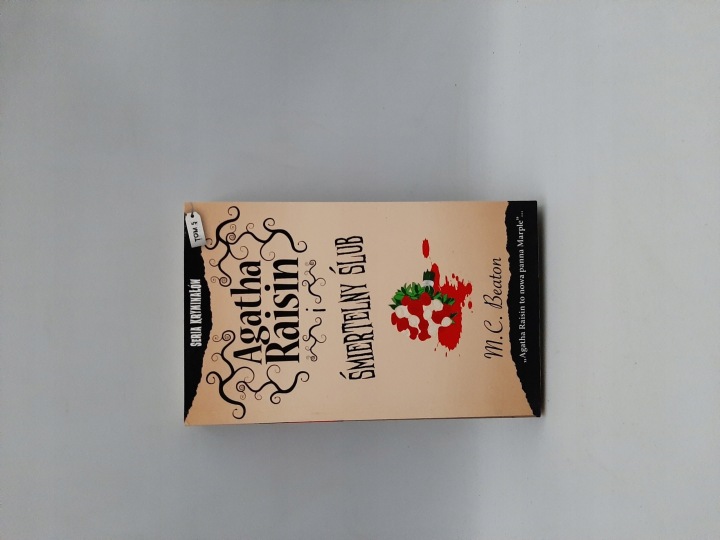 SERIA KRYMINAŁÓW
TOM 5
Agatha
Raisin
i
ŚMIERTELNY ŚLUB
M.C. Beaton
„Agatha Raisin to nowa panna Marple”...